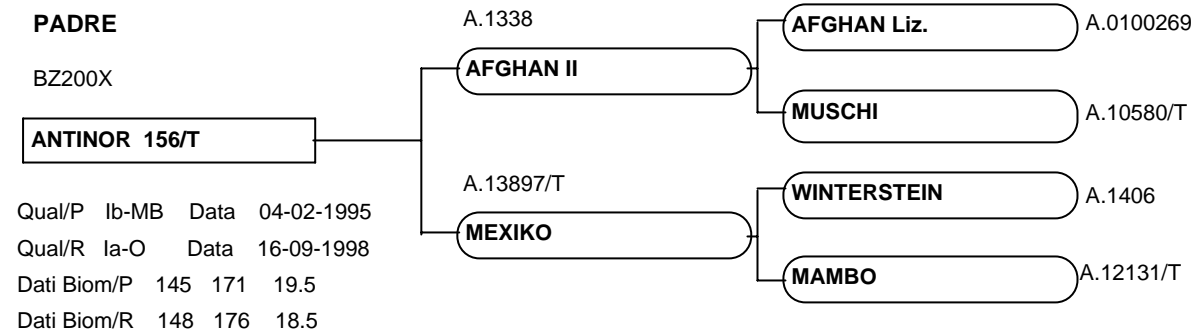 PADRE
A.1338
AFGHAN Liz.
A.0100269
BZ200X
AFGHAN II
MUSCHI
A.10580/T
ANTINOR 156/T
A.13897/T
WINTERSTEIN
A.1406
Qual/P Ib-MB Data 04-02-1995
MEXIKO
Qual/R Ia-O Data 16-09-1998
MAMBO
A.12131/T
Dati Biom/P 145 171 19.5
Dati Biom/R 148 176 18.5